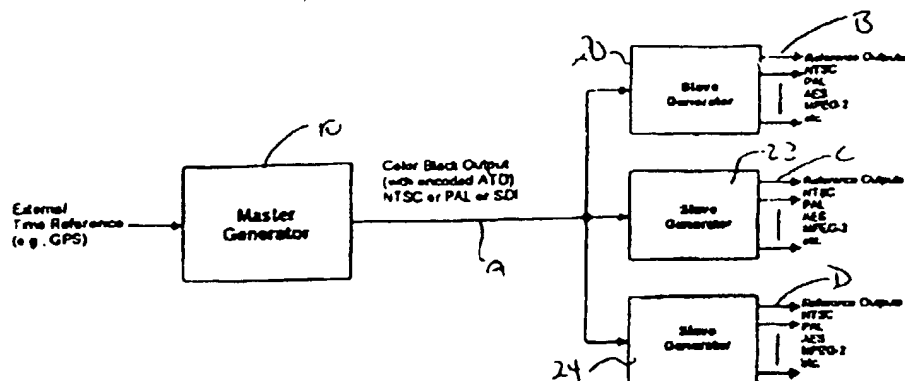 B
20
Reference Outputs
NTSC
PAL
AES
MPEG-2
etc.
Slave
Generator
10
Color Black Output
(with encoded ATD)
NTSC or PAL or SDI
External
Time Reference
(e.g., GPS)
Master
Generator
A
22
C
Reference Outputs
NTSC
PAL
AES
MPEG-2
etc.
Slave
Generator
D
Reference Outputs
NTSC
PAL
AES
MPEG-2
etc.
Slave
Generator
24